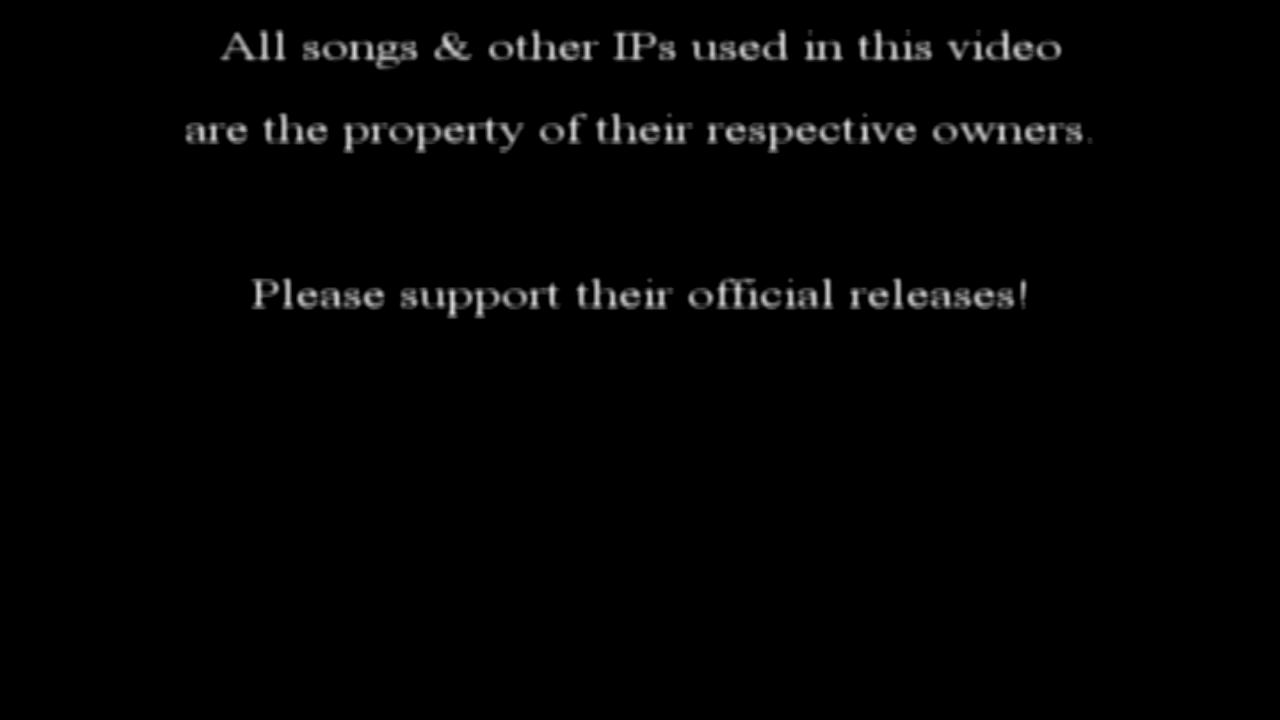 All songs & other IPs used in this video
are the property of their respective owners.
Please support their official releases!